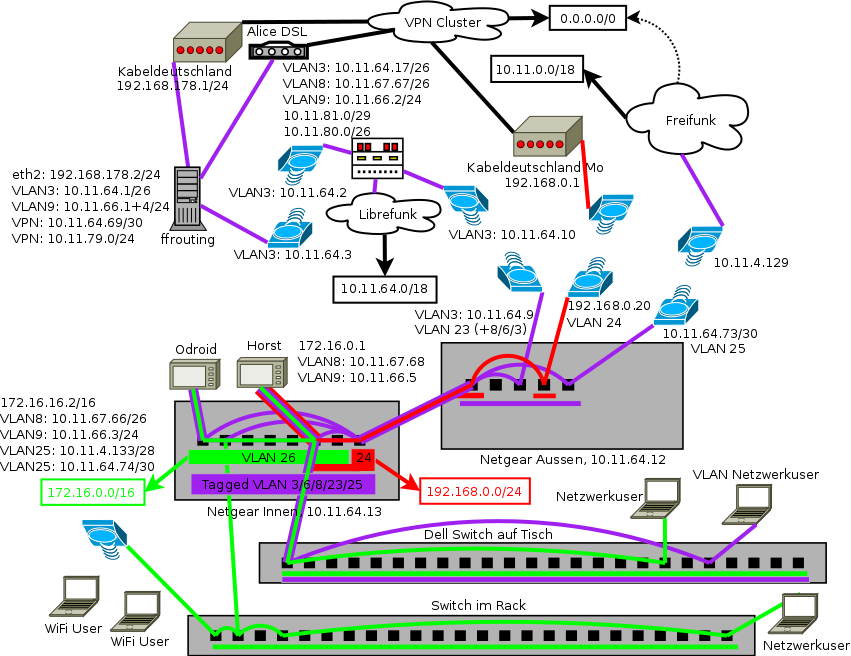 VPN Cluster
0.0.0.0/0
Alice DSL
Kabeldeutschland
192.168.178.1/24
VLAN3: 10.11.64.17/26
VLAN8: 10.11.67.67/26
VLAN9: 10.11.66.2/24
10.11.81.0/29
10.11.80.0/26
10.11.0.0/18
Freifunk
Kabeldeutschland Mo
192.168.0.1
eth2: 192.168.178.2/24
VLAN3: 10.11.64.1/26
VLAN9: 10.11.66.1+4/24
VPN: 10.11.64.69/30
VPN: 10.11.79.0/24
ffrouting
VLAN3: 10.11.64.2
Librefunk
VLAN3: 10.11.64.10
VLAN3: 10.11.64.3
10.11.4.129
10.11.64.0/18
VLAN3: 10.11.64.9
VLAN 23 (+8/6/3)
192.168.0.20
VLAN 24
10.11.64.73/30
VLAN 25
Odroid
Horst
172.16.0.1
VLAN8: 10.11.67.68
VLAN9: 10.11.66.5
172.16.16.2/16
VLAN8: 10.11.67.66/26
VLAN9: 10.11.66.3/24
VLAN25: 10.11.4.133/28
VLAN25: 10.11.64.74/30
VLAN 26
24
Tagged VLAN 3/6/8/23/25
Netgear Innen, 10.11.64.13
172.16.0.0/16
192.168.0.0/24
Netgear Aussen, 10.11.64.12
VLAN Netzwerkuser
Netzwerkuser
Dell Switch auf Tisch
WiFi User
WiFi User
Switch im Rack
Netzwerkuser